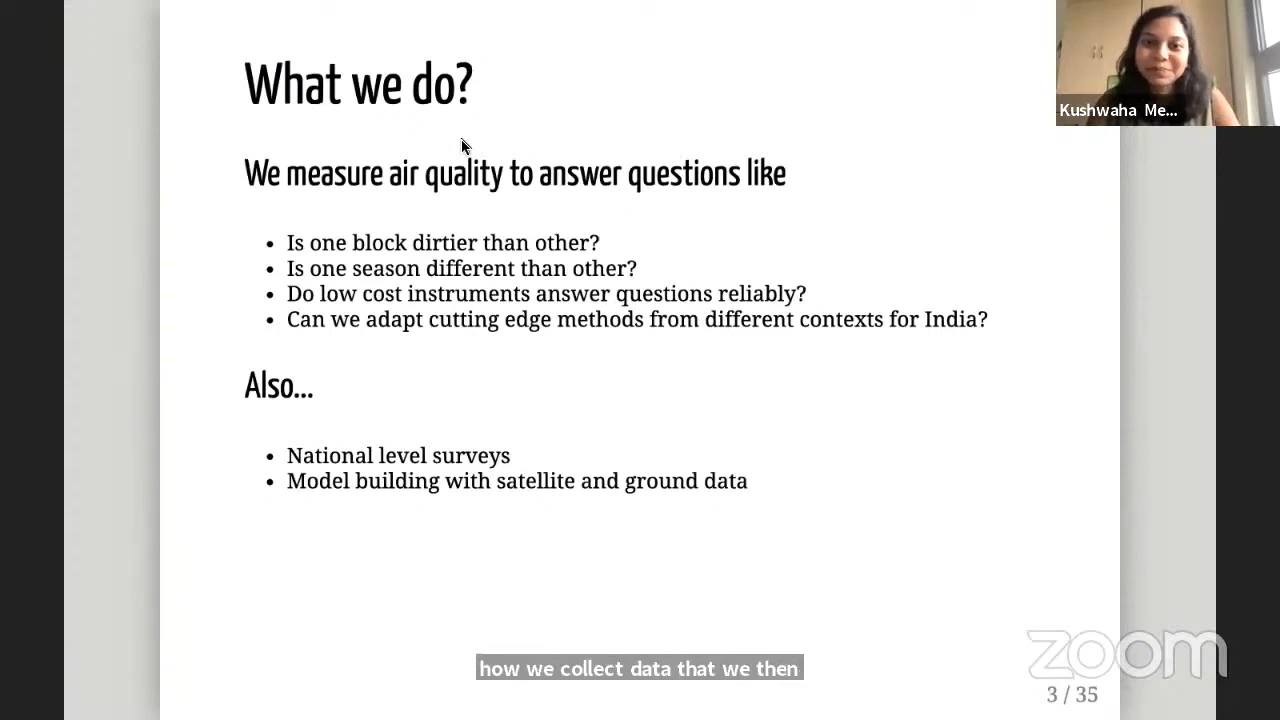 What we do?
Kushwaha Me...
We measure air quality to answer questions like
• Is one block dirtier than other?
• Is one season different than other?
• Do low cost instruments answer questions reliably?
• Can we adapt cutting edge methods from different contexts for India?
Also...
• National level surveys
• Model building with satellite and ground data
how we collect data that we then
zoom
3 / 35